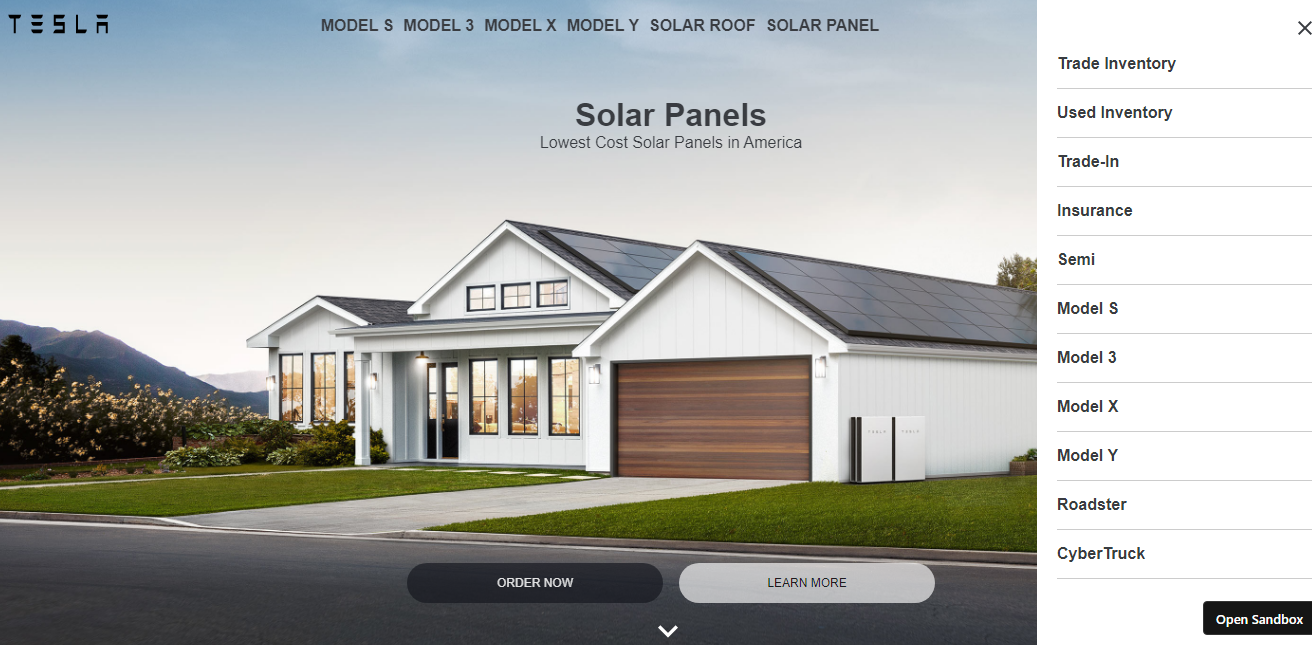 TESLA
MODEL S MODEL 3 MODEL X MODEL Y SOLAR ROOF SOLAR PANEL
Solar Panels
Lowest Cost Solar Panels in America
TESLA TESLA
ORDER NOW
LEARN MORE
Trade Inventory
Used Inventory
Trade-In
Insurance
Semi
Model S
Model 3
Model X
Model Y
Roadster
CyberTruck
Open Sandbox